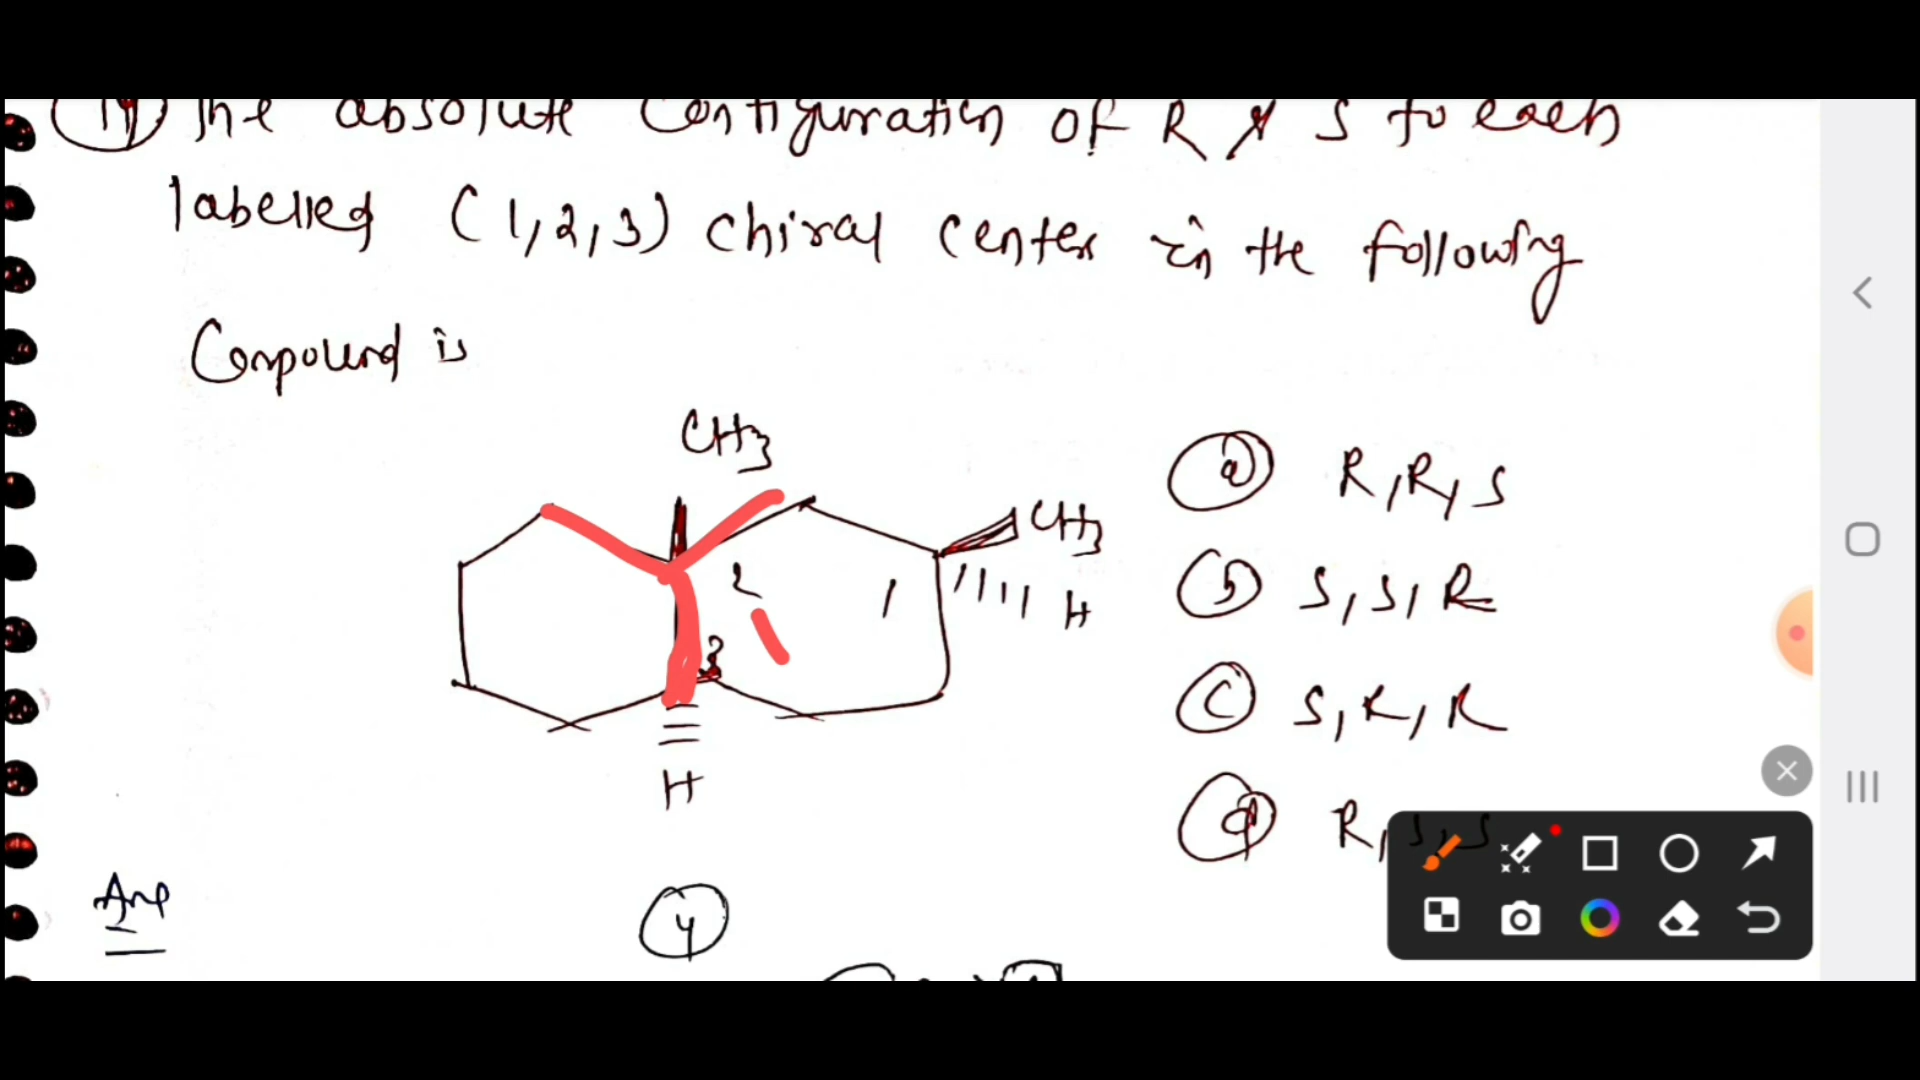 The absolute Configuration of R & S to each
labelled (1,2,3) chiral center in the following
Compound is
CH3
CH3
2
1
H
3
H
a R,R,S
b S,S,R
c S,R,R
d R,S,S
Ans
4